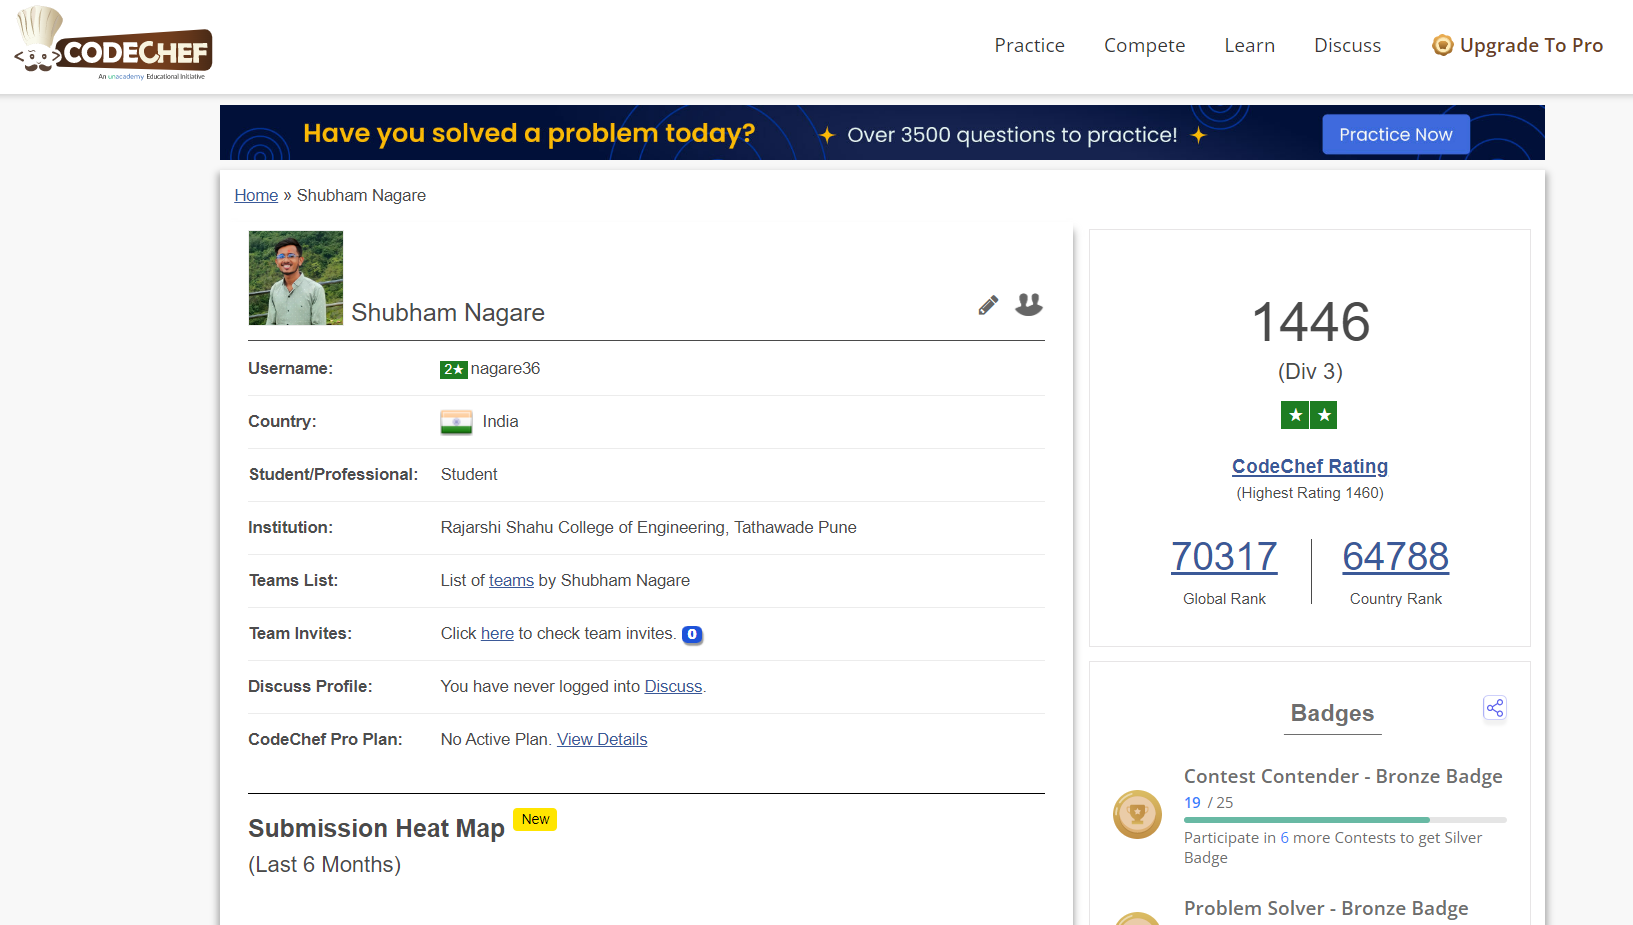 CODECHEF
An unacademy Educational Initiative
Practice Compete Learn Discuss Upgrade To Pro
Have you solved a problem today? Over 3500 questions to practice! Practice Now
Home » Shubham Nagare
Shubham Nagare
Username: 2★ nagare36
Country: India
Student/Professional: Student
Institution: Rajarshi Shahu College of Engineering, Tathawade Pune
Teams List: List of teams by Shubham Nagare
Team Invites: Click here to check team invites. 0
Discuss Profile: You have never logged into Discuss.
CodeChef Pro Plan: No Active Plan. View Details
Submission Heat Map New
(Last 6 Months)
1446
(Div 3)
★ ★
CodeChef Rating
(Highest Rating 1460)
70317 64788
Global Rank Country Rank
Badges
Contest Contender - Bronze Badge
19 / 25
Participate in 6 more Contests to get Silver
Badge
Problem Solver - Bronze Badge